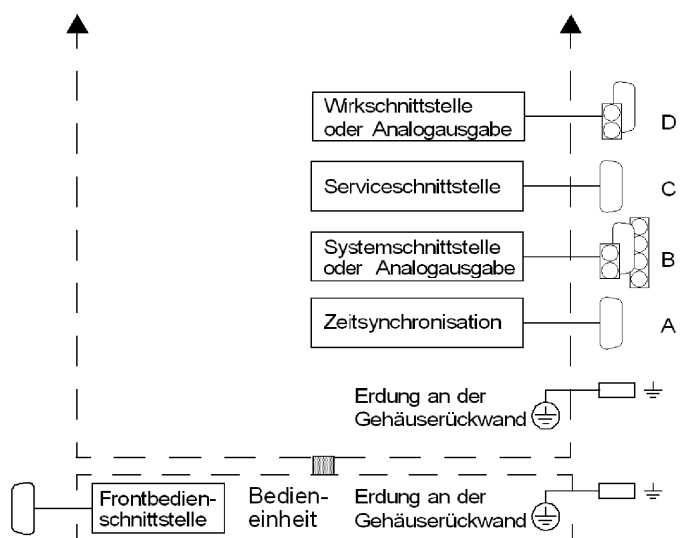 Wirkschnittstelle
oder Analogausgabe
D
Serviceschnittstelle
C
Systemschnittstelle
oder Analogausgabe
B
Zeitsynchronisation
A
Erdung an der
Gehäuserückwand
Frontbedien-
schnittstelle
Bedien-
einheit
Erdung an der
Gehäuserückwand